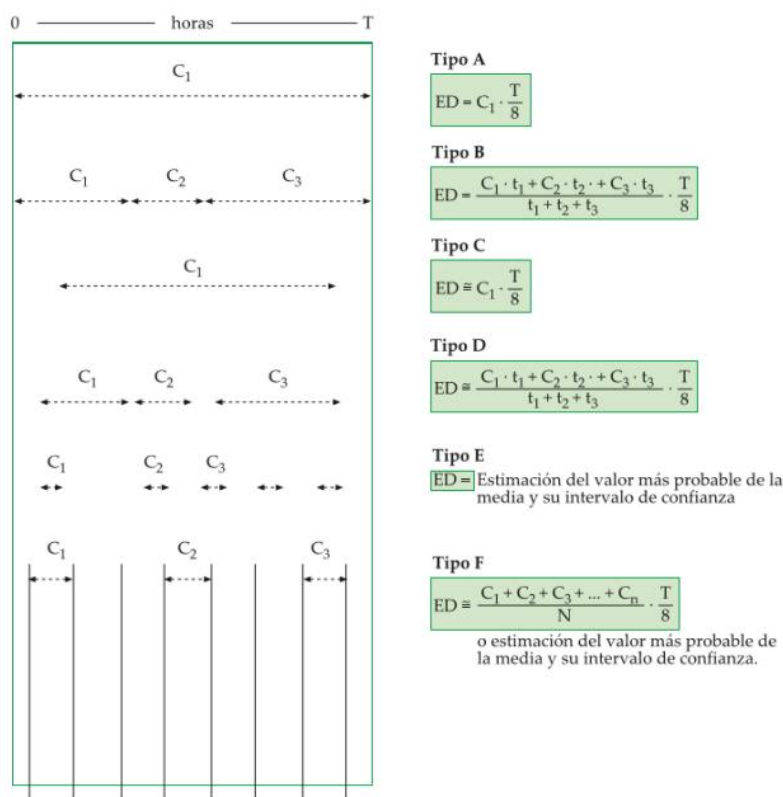 0 horas T
C₁
C₁ C₂ C₃
C₁
C₁ C₂ C₃
C₁ C₂ C₃
C₁ C₂ C₃
Tipo A
ED = C₁ · T/8
Tipo B
ED = (C₁ · t₁ + C₂ · t₂ · + C₃ · t₃)/(t₁ + t₂ + t₃) · T/8
Tipo C
ED ≅ C₁ · T/8
Tipo D
ED ≅ (C₁ · t₁ + C₂ · t₂ · + C₃ · t₃)/(t₁ + t₂ + t₃) · T/8
Tipo E
ED = Estimación del valor más probable de la
media y su intervalo de confianza
Tipo F
ED ≅ (C₁ + C₂ + C₃ + ... + Cₙ)/N · T/8
o estimación del valor más probable de
la media y su intervalo de confianza.